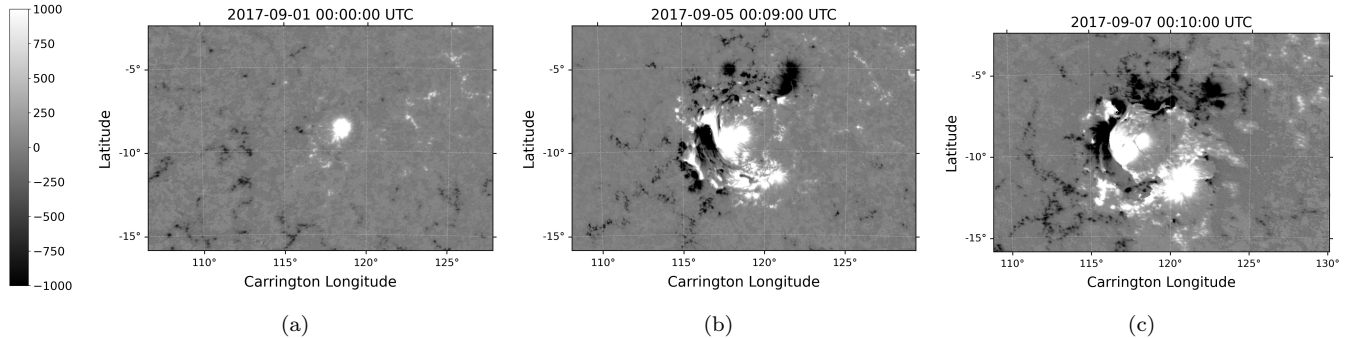 1000
750
500
250
0
−250
−500
−750
−1000
2017-09-01 00:00:00 UTC
-5°
-10°
-15°
Latitude
110°
115°
120°
125°
Carrington Longitude
(a)
2017-09-05 00:09:00 UTC
-5°
-10°
-15°
Latitude
110°
115°
120°
125°
Carrington Longitude
(b)
2017-09-07 00:10:00 UTC
-5°
-10°
-15°
Latitude
110°
115°
120°
125°
130°
Carrington Longitude
(c)